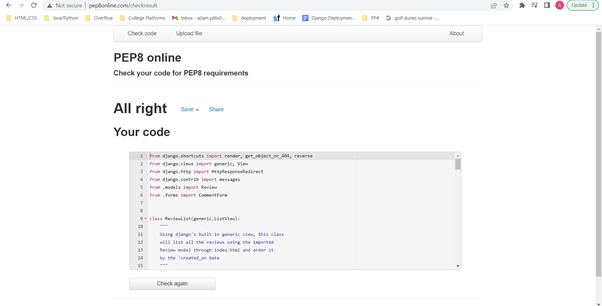 Not secure | pep8online.com/checkresult
Update
HTML/CSS Java/Python Overflow College Platforms deployment Home Django Deploymen... PP4 golf dunes sunrise -...
Check code Upload file About
PEP8 online
Check your code for PEP8 requirements
All right Save Share
Your code
1 from django.shortcuts import render, get_object_or_404, reverse
2 from django.views import generic, View
3 from django.http import HttpResponseRedirect
4 from django.contrib import messages
5 from .models import Review
6 from .forms import CommentForm
7
8
9 class ReviewList(generic.ListView):
10 """
11 Using django's built in generic view, this class
12 will list all the reviews using the imported
13 Review model through index.html and order it
14 by the 'created_on date
15 """
Check again